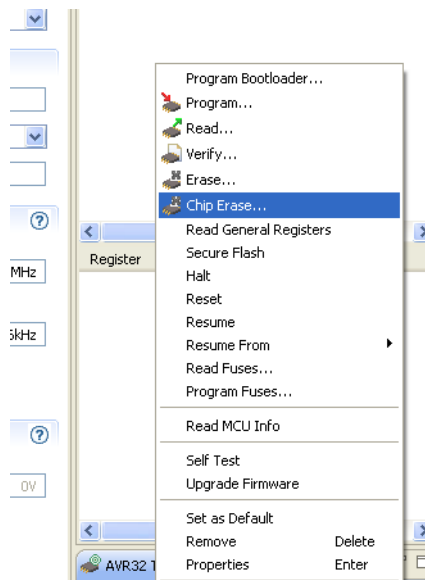 Program Bootloader...
Program...
Read...
Verify...
Erase...
Chip Erase...
Read General Registers
Register
Secure Flash
MHz
Halt
Reset
Resume
kHz
Resume From
Read Fuses...
Program Fuses...
Read MCU Info
Self Test
0V
Upgrade Firmware
Set as Default
Remove Delete
AVR32
Properties Enter